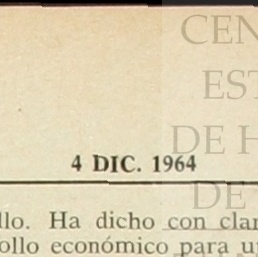 CEN
EST
DE H
4 DIC. 1964
DE
llo. Ha dicho con clar
ollo económico para u